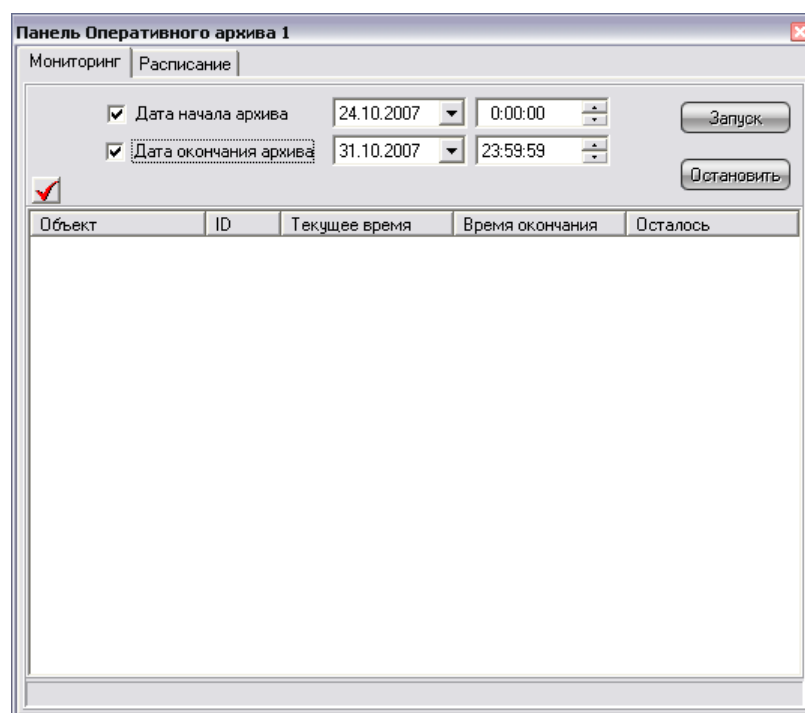 Панель Оперативного архива 1
Мониторинг Расписание
Дата начала архива 24.10.2007 0:00:00 Запуск
Дата окончания архива 31.10.2007 23:59:59
Остановить
Объект ID Текущее время Время окончания Осталось